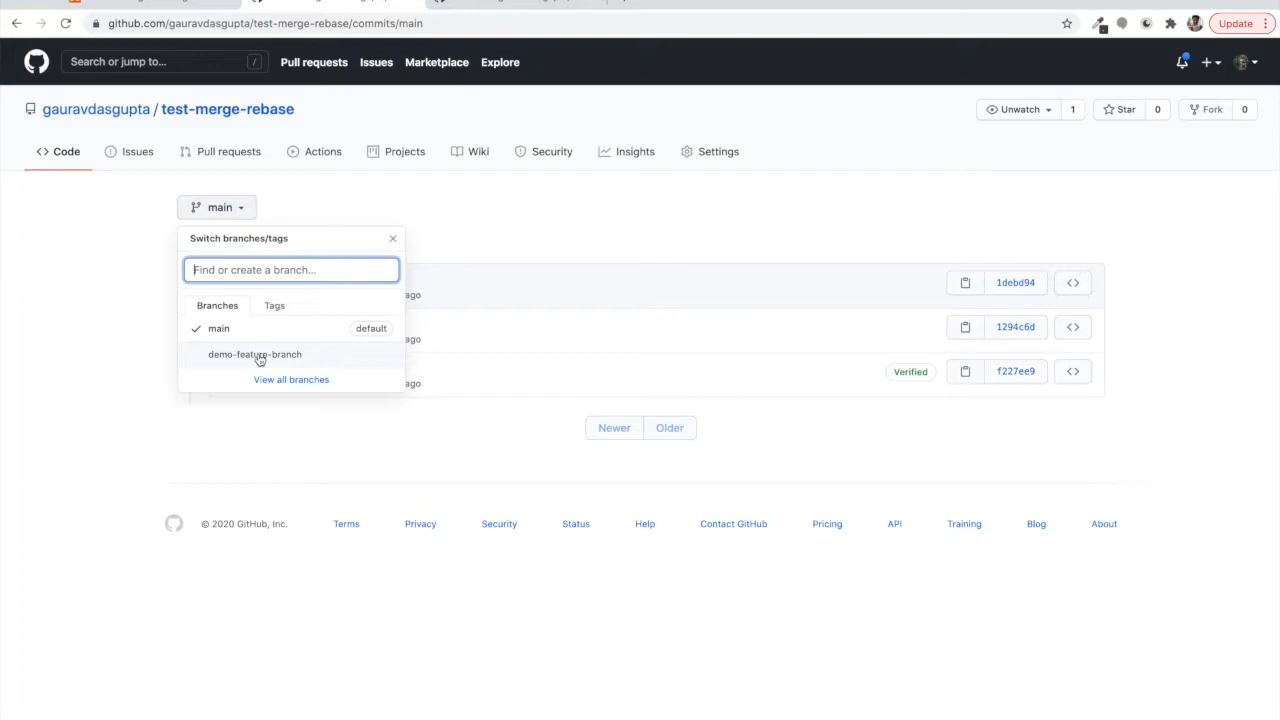 github.com/gauravdasgupta/test-merge-rebase/commits/main
Update
Search or jump to... /
Pull requests Issues Marketplace Explore
gauravdasgupta / test-merge-rebase
Unwatch 1 Star 0 Fork 0
Code Issues Pull requests Actions Projects Wiki Security Insights Settings
main
Switch branches/tags
Find or create a branch...
ago 1debd94
Branches Tags
main default
ago 1294c6d
demo-feature-branch
View all branches
ago Verified f227ee9
Newer Older
© 2020 GitHub, Inc. Terms Privacy Security Status Help Contact GitHub Pricing API Training Blog About